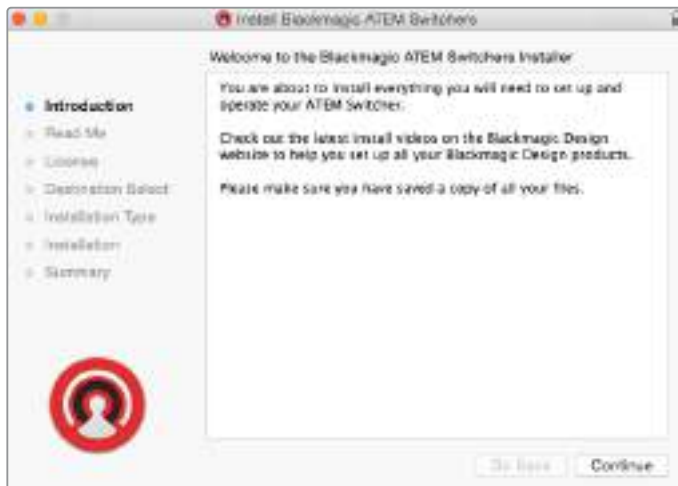 Install Blackmagic ATEM Switchers
Welcome to the Blackmagic ATEM Switchers Installer
Introduction
Read Me
License
Destination Select
Installation Type
Installation
Summary
You are about to install everything you will need to set up and
operate your ATEM Switcher.
Check out the latest install videos on the Blackmagic Design
website to help you set up all your Blackmagic Design products.
Please make sure you have saved a copy of all your files.
Go Back
Continue